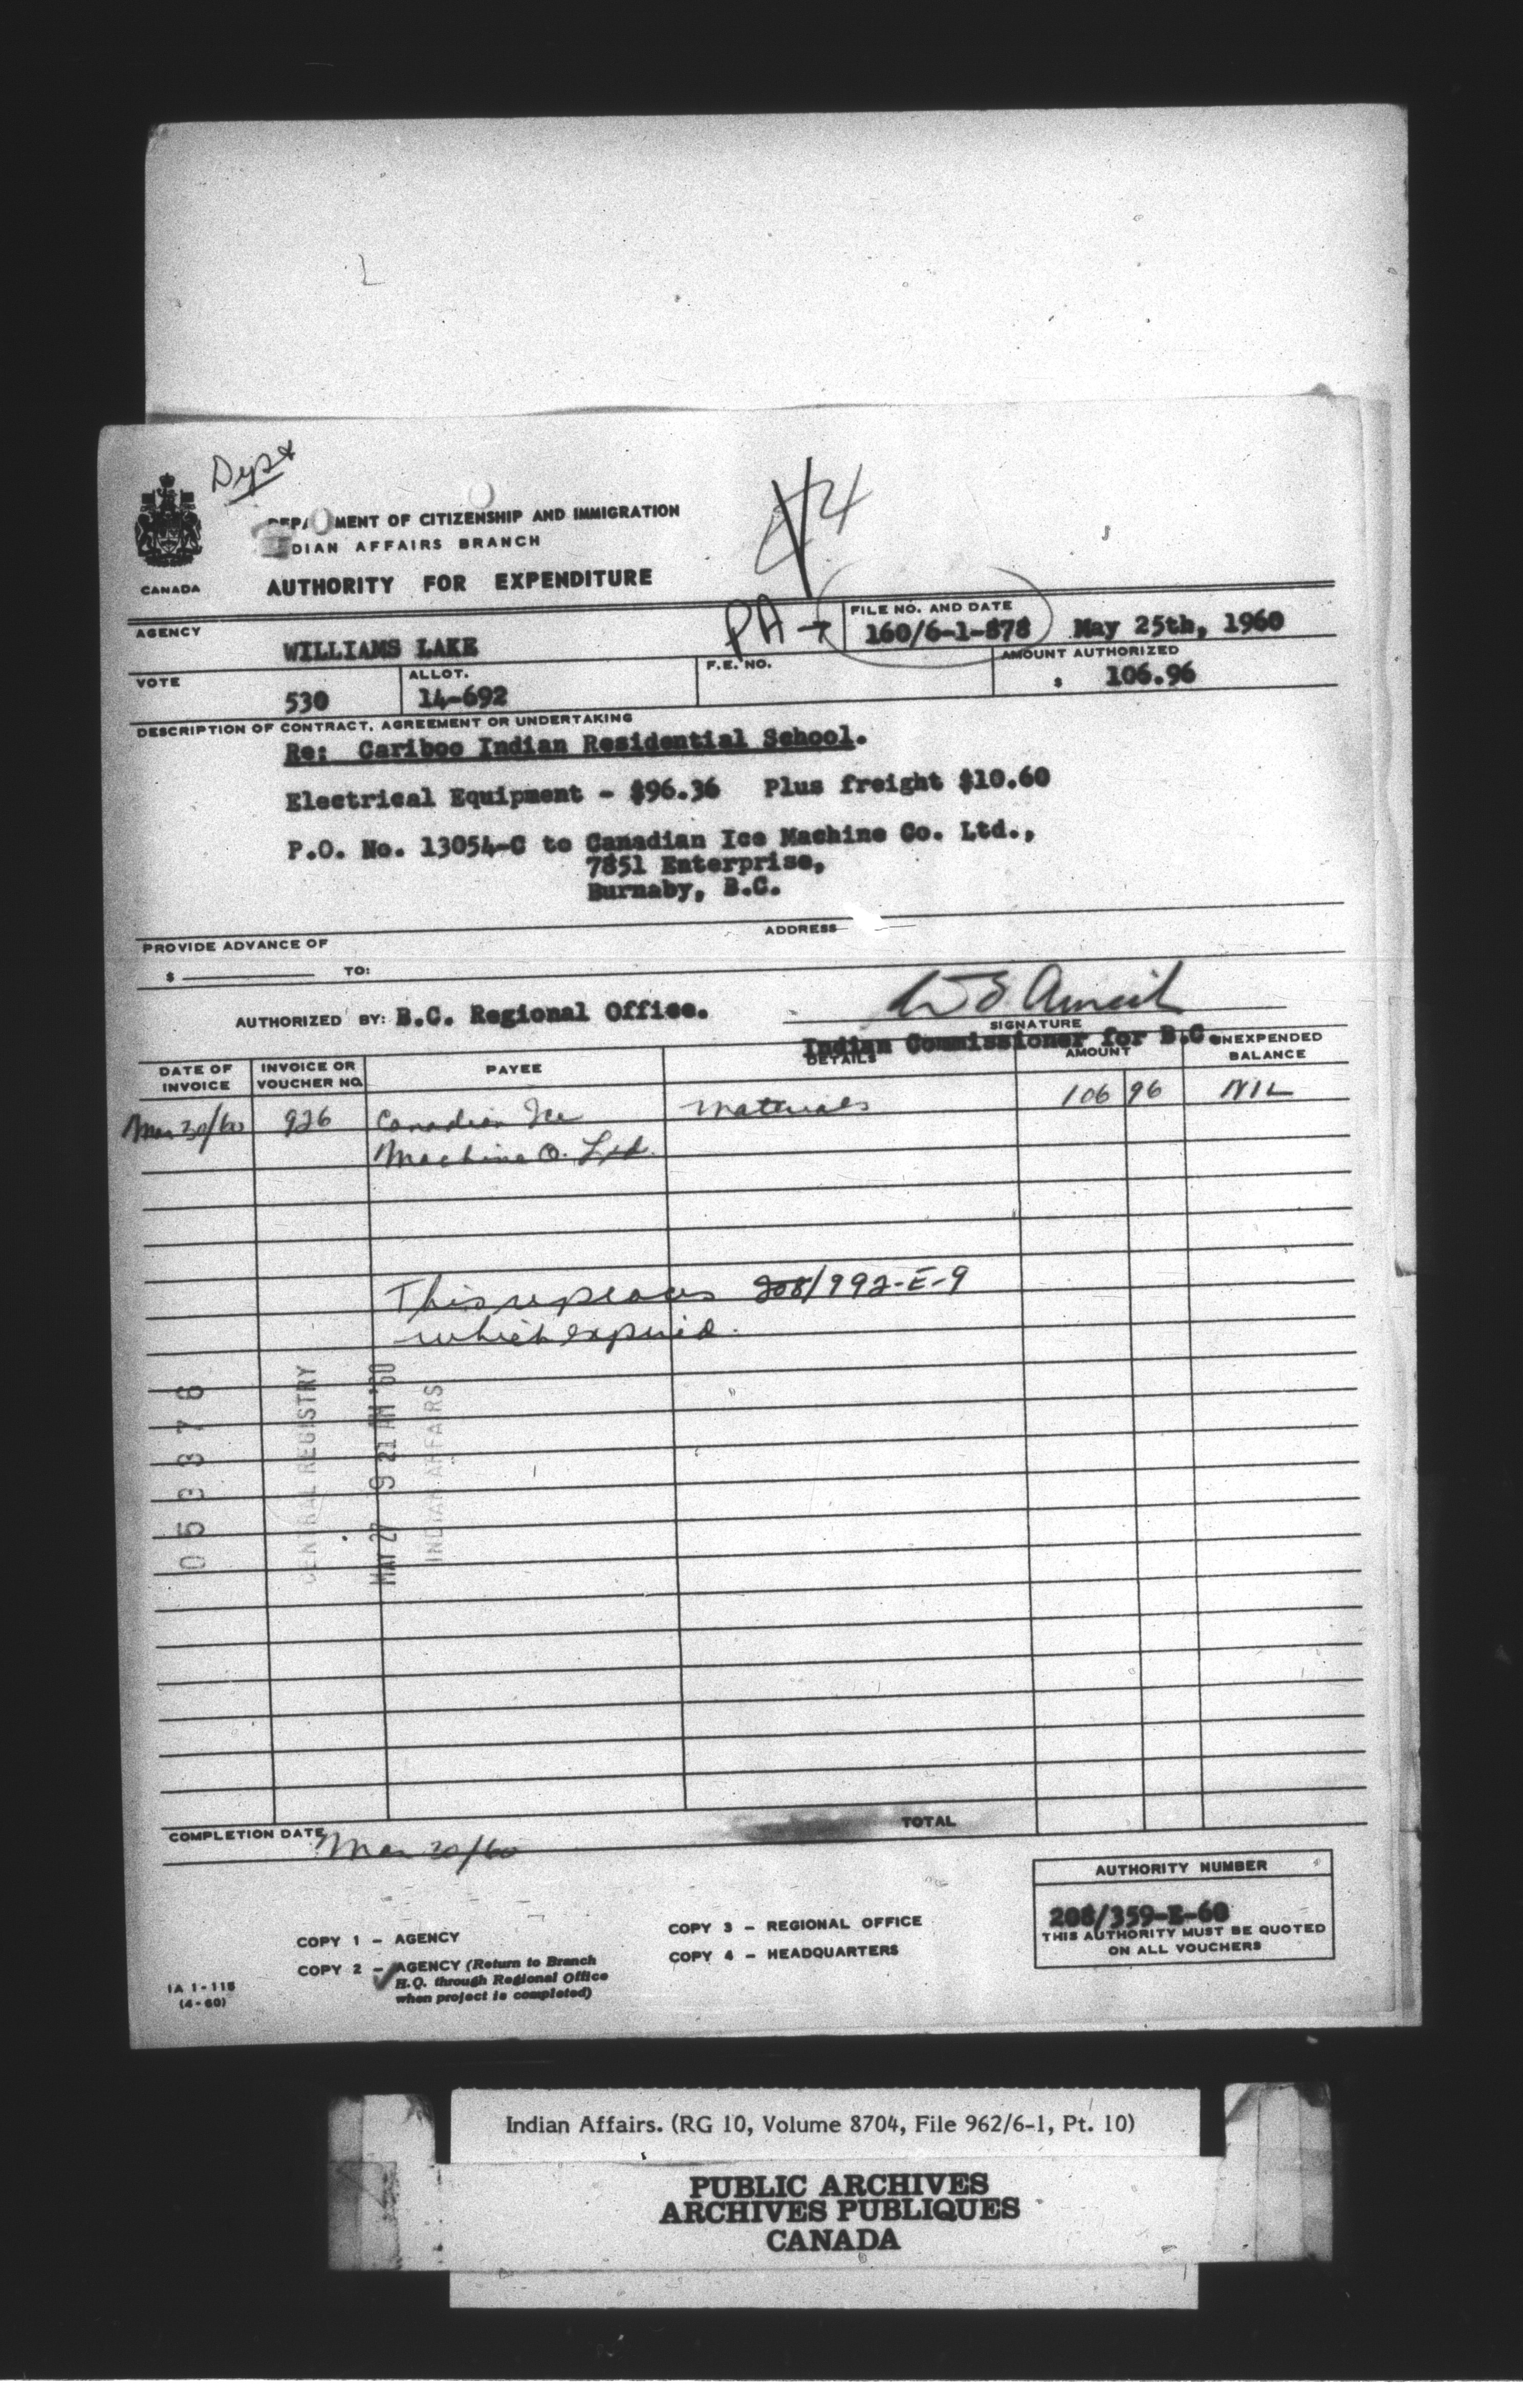 Dept
DEPARTMENT OF CITIZENSHIP AND IMMIGRATION
INDIAN AFFAIRS BRANCH
CANADA
AUTHORITY FOR EXPENDITURE
PA →
AGENCY
WILLIAMS LAKE
FILE NO. AND DATE
160/6-1-878 May 25th, 1960
VOTE
530
ALLOT.
14-692
F.E. NO.
AMOUNT AUTHORIZED
$ 106.96
DESCRIPTION OF CONTRACT, AGREEMENT OR UNDERTAKING
Re: Cariboo Indian Residential School.
Electrical Equipment - $96.36 Plus freight $10.60
P.O. No. 13054-C to Canadian Ice Machine Co. Ltd.,
7851 Enterprise,
Burnaby, B.C.
PROVIDE ADVANCE OF
ADDRESS
$ TO:
AUTHORIZED BY: B.C. Regional Office.
SIGNATURE
Indian Commissioner for B.C.
DATE OF INVOICE INVOICE OR VOUCHER NO. PAYEE DETAILS AMOUNT UNEXPENDED BALANCE
Mar 30/60 926 Canadian Ice materials 106 96 NIL
Machine Co. Ltd.
This replaces 208/992-E-9
which expired.
059376
CENTRAL REGISTRY
MAY 27 9 21 AM '60
INDIAN AFFAIRS
TOTAL
COMPLETION DATE Mar 30/60
AUTHORITY NUMBER
208/359-E-60
THIS AUTHORITY MUST BE QUOTED
ON ALL VOUCHERS
COPY 1 - AGENCY
COPY 2 - AGENCY (Return to Branch
H.Q. through Regional Office
when project is completed)
COPY 3 - REGIONAL OFFICE
COPY 4 - HEADQUARTERS
IA 1-115
(4-60)
Indian Affairs. (RG 10, Volume 8704, File 962/6-1, Pt. 10)
PUBLIC ARCHIVES
ARCHIVES PUBLIQUES
CANADA